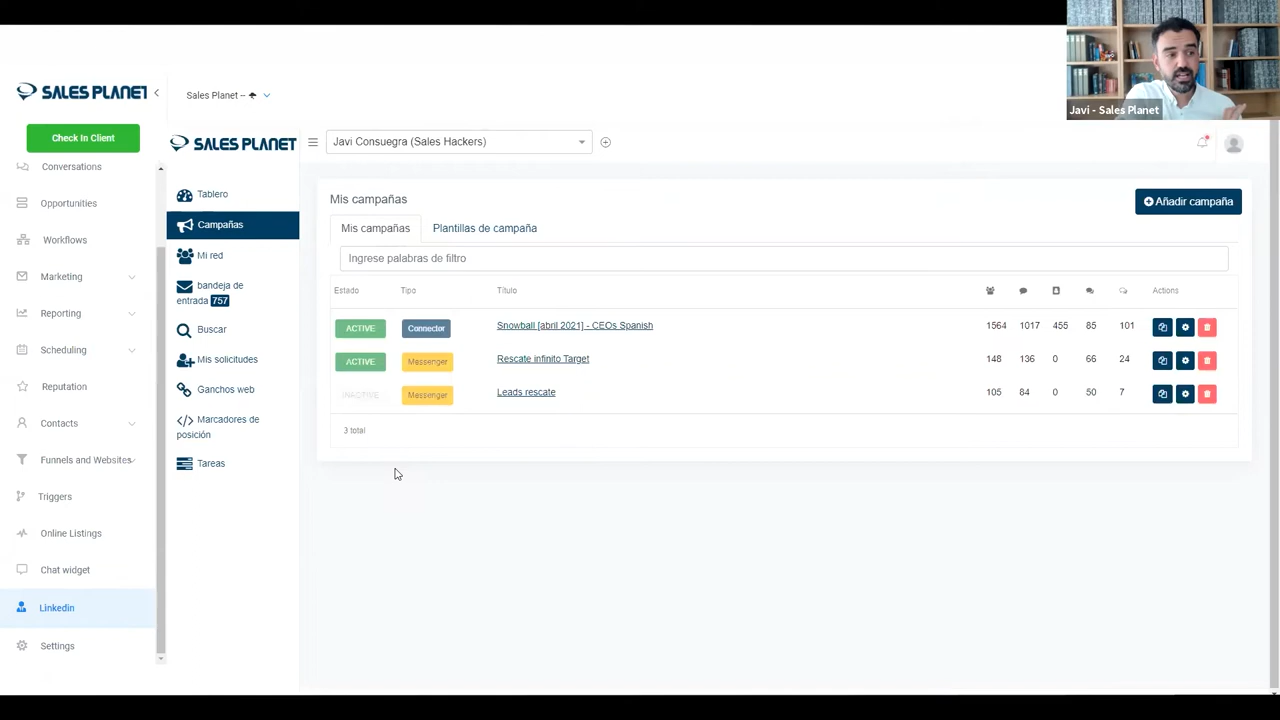 SALES PLANET
Check In Client
Conversations
Opportunities
Workflows
Marketing
Reporting
Scheduling
Reputation
Contacts
Funnels and Websites
Triggers
Online Listings
Chat widget
Linkedin
Settings
Sales Planet --
SALES PLANET
Javi Consuegra (Sales Hackers)
Tablero
Campañas
Mi red
bandeja de
entrada 757
Buscar
Mis solicitudes
Ganchos web
Marcadores de
posición
Tareas
Mis campañas
Añadir campaña
Mis campañas Plantillas de campaña
Ingrese palabras de filtro
Estado Tipo Título Actions
ACTIVE Connector Snowball [abril 2021] - CEOs Spanish 1564 1017 455 85 101
ACTIVE Messenger Rescate infinito Target 148 136 0 66 24
INACTIVE Messenger Leads rescate 105 84 0 50 7
3 total
Javi - Sales Planet